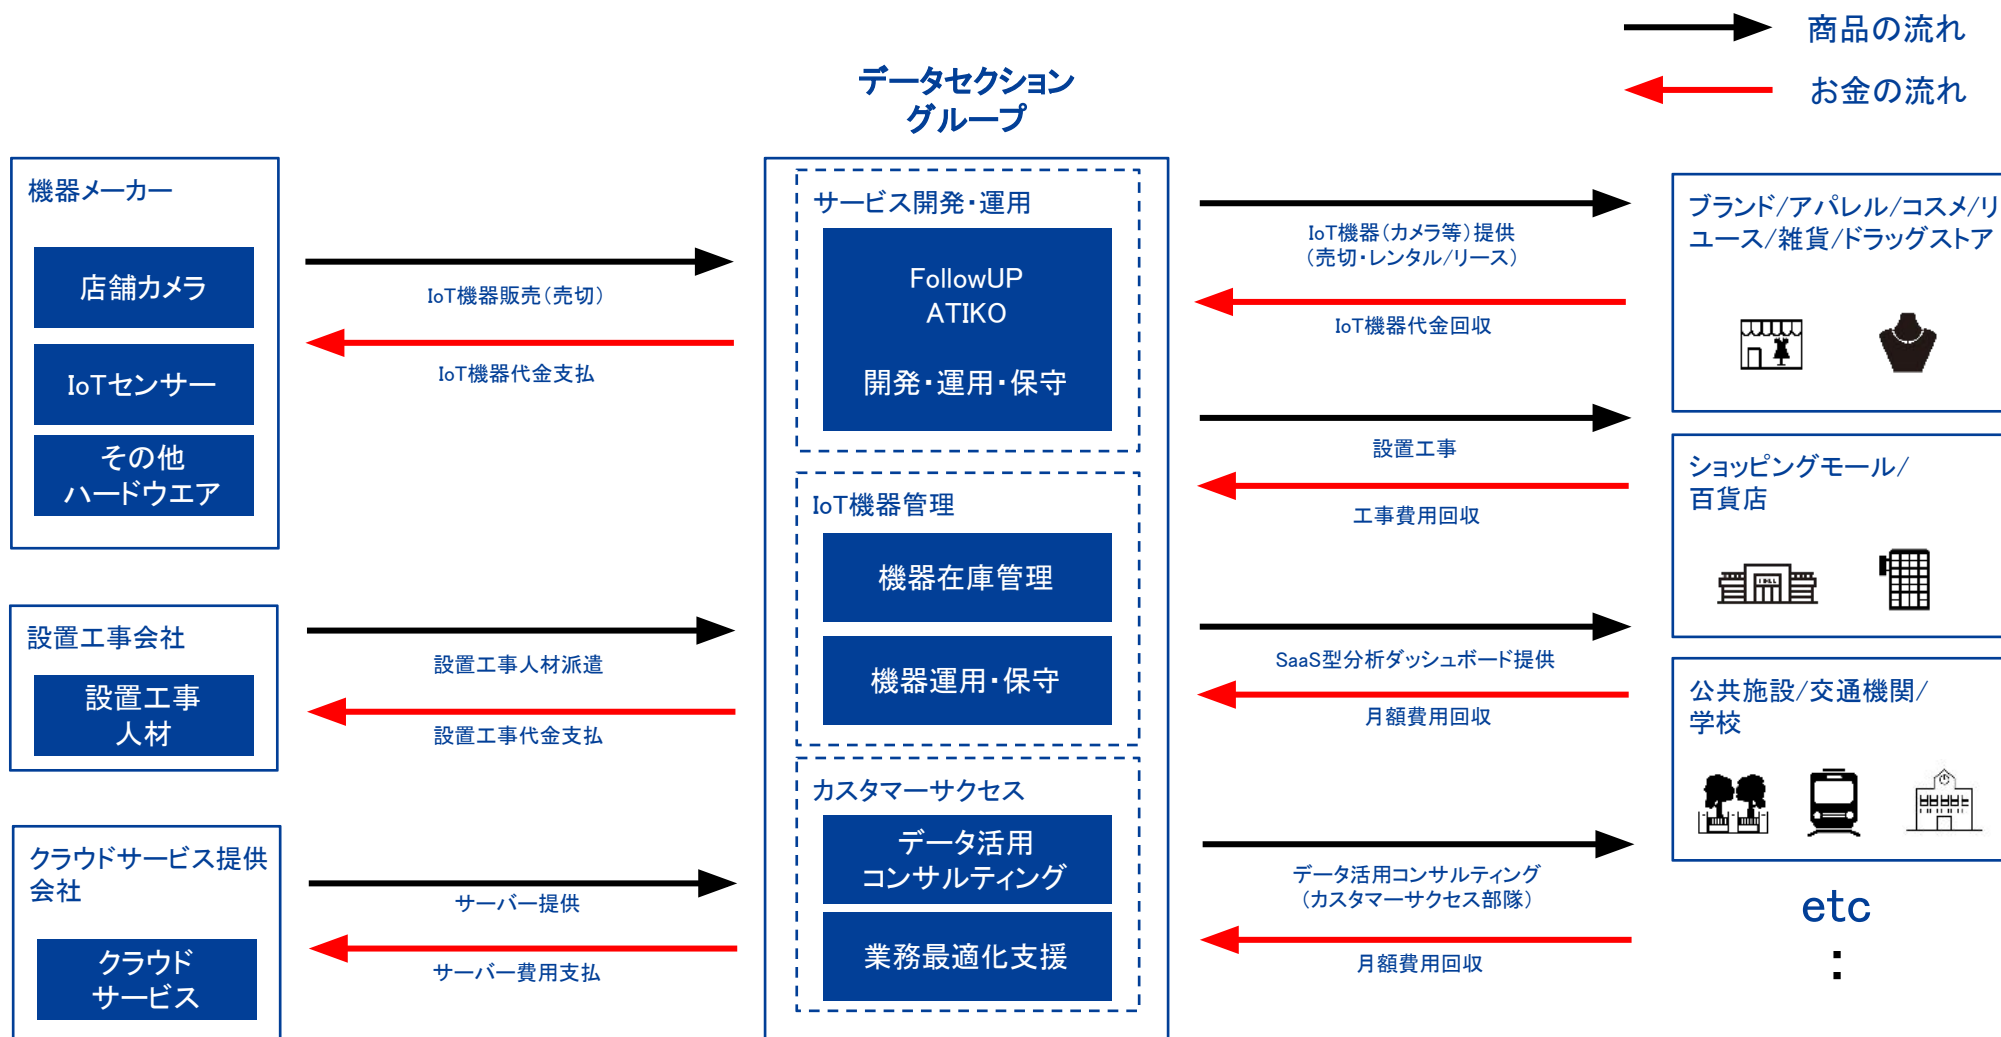 商品の流れ
お金の流れ
データセクション
グループ
機器メーカー
店舗カメラ
IoTセンサー
その他
ハードウエア
IoT機器販売（売切）
IoT機器代金支払
設置工事会社
設置工事
人材
設置工事人材派遣
設置工事代金支払
クラウドサービス提供
会社
クラウド
サービス
サーバー提供
サーバー費用支払
サービス開発・運用
FollowUP
ATIKO
開発・運用・保守
IoT機器管理
機器在庫管理
機器運用・保守
カスタマーサクセス
データ活用
コンサルティング
業務最適化支援
IoT機器（カメラ等）提供
（売切・レンタル/リース）
IoT機器代金回収
設置工事
工事費用回収
SaaS型分析ダッシュボード提供
月額費用回収
データ活用コンサルティング
（カスタマーサクセス部隊）
月額費用回収
ブランド/アパレル/コスメ/リ
ユース/雑貨/ドラッグストア
ショッピングモール/
百貨店
公共施設/交通機関/
学校
etc
：